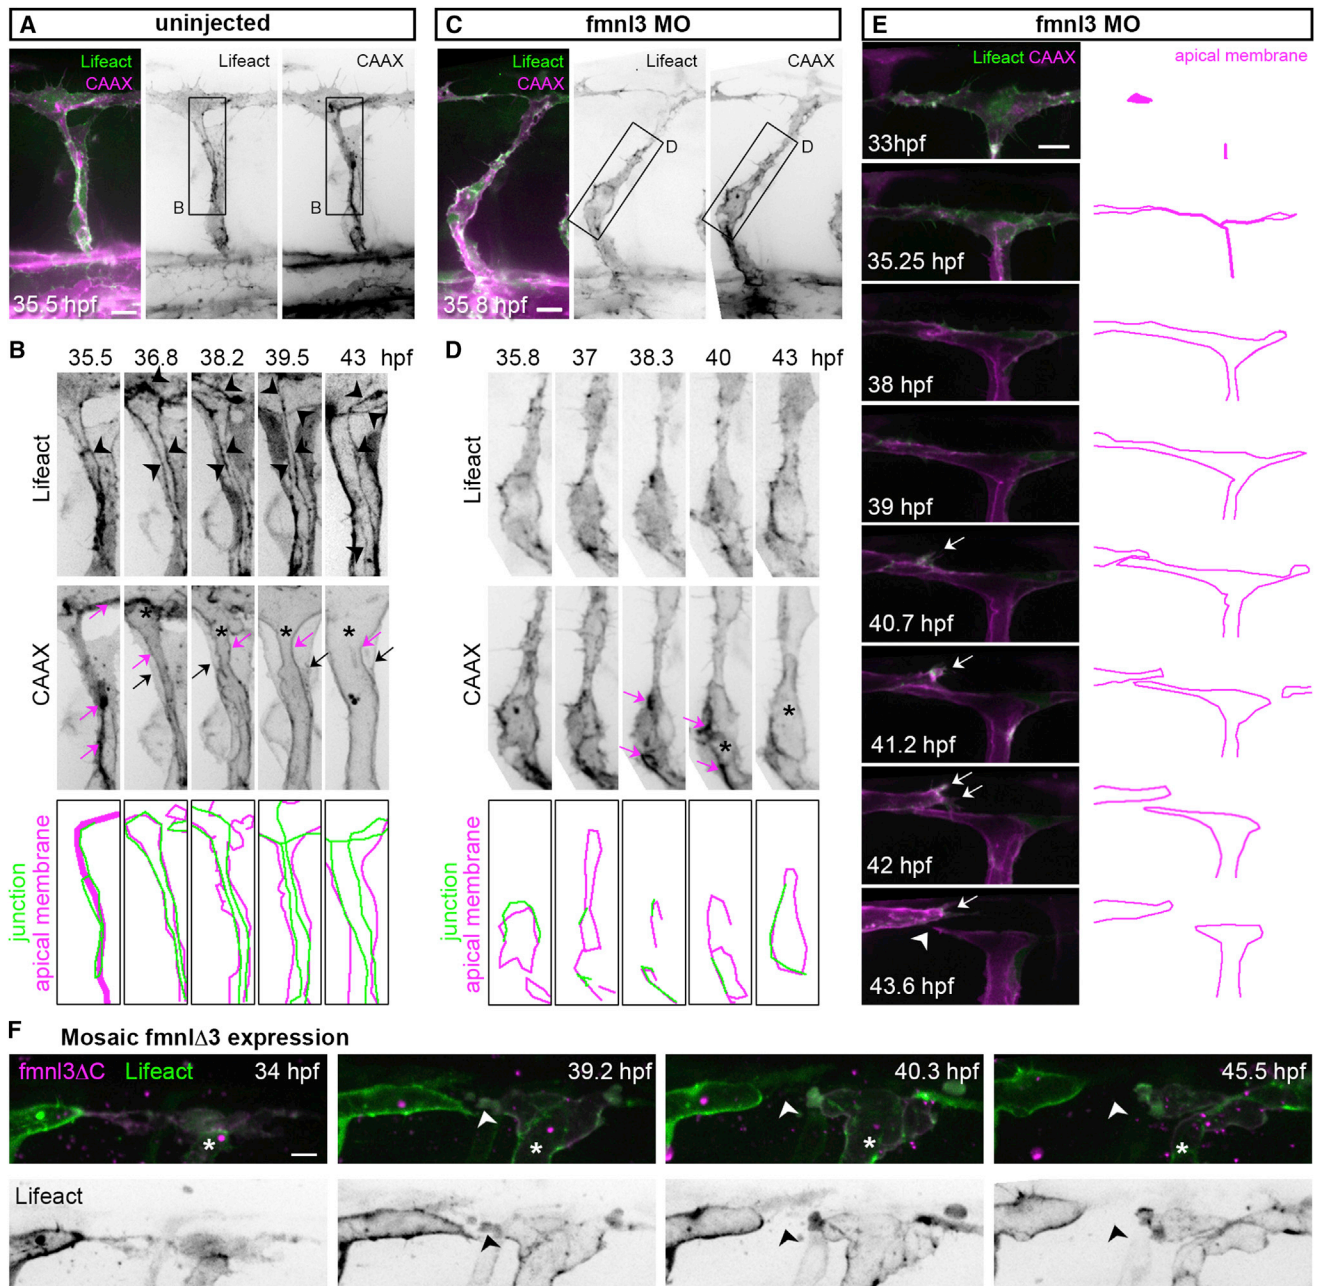 A uninjected
Lifeact
CAAX
Lifeact
CAAX
B
B
35.5 hpf
C fmnl3 MO
Lifeact
CAAX
Lifeact
CAAX
D
D
35.8 hpf
E fmnl3 MO
Lifeact CAAX
apical membrane
33hpf
35.25 hpf
38 hpf
39 hpf
40.7 hpf
41.2 hpf
42 hpf
43.6 hpf
B 35.5 36.8 38.2 39.5 43 hpf
Lifeact
CAAX
*
*
*
*
junction
apical membrane
D 35.8 37 38.3 40 43 hpf
Lifeact
CAAX
*
*
junction
apical membrane
F Mosaic fmnlΔ3 expression
fmnl3ΔC Lifeact 34 hpf
*
39.2 hpf
*
40.3 hpf
*
45.5 hpf
*
Lifeact